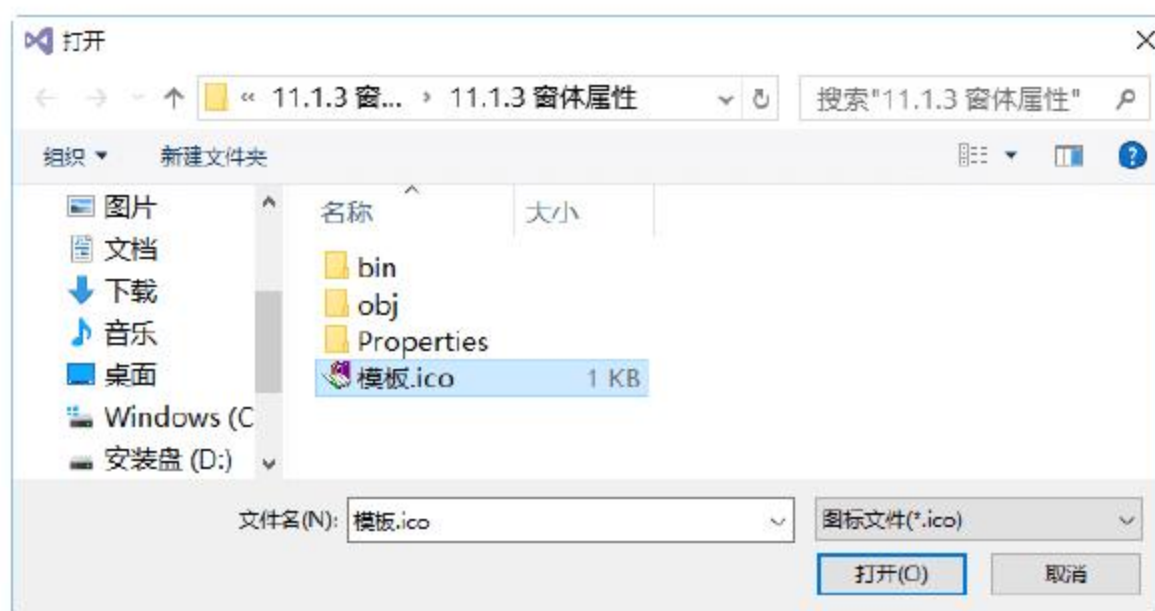 打开
« 11.1.3 窗... › 11.1.3 窗体属性
搜索"11.1.3 窗体属性"
组织
新建文件夹
图片
文档
下载
音乐
桌面
Windows (C
安装盘 (D:)
名称
大小
bin
obj
Properties
模板.ico 1 KB
文件名(N): 模板.ico
图标文件(*.ico)
打开(O)
取消